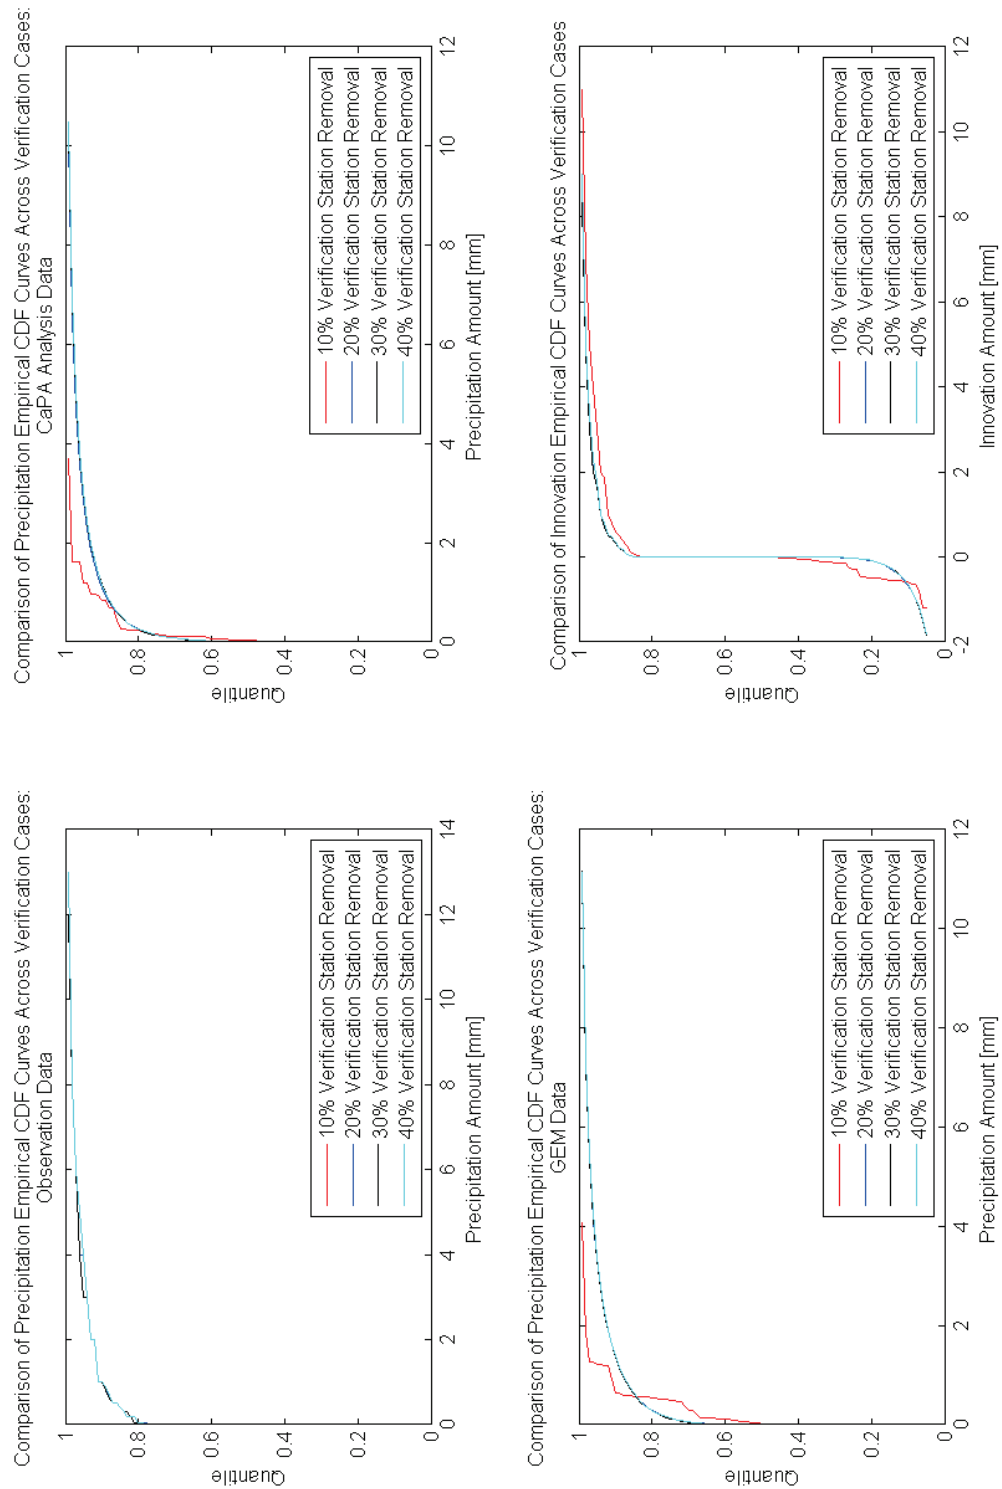 Comparison of Precipitation Empirical CDF Curves Across Verification Cases:
Observation Data
1
0.8
0.6
0.4
0.2
0
Quantile
0
2
4
6
8
10
12
14
Precipitation Amount [mm]
10% Verification Station Removal
20% Verification Station Removal
30% Verification Station Removal
40% Verification Station Removal
Comparison of Precipitation Empirical CDF Curves Across Verification Cases:
CaPA Analysis Data
1
0.8
0.6
0.4
0.2
0
Quantile
0
2
4
6
8
10
12
Precipitation Amount [mm]
10% Verification Station Removal
20% Verification Station Removal
30% Verification Station Removal
40% Verification Station Removal
Comparison of Precipitation Empirical CDF Curves Across Verification Cases:
GEM Data
1
0.8
0.6
0.4
0.2
0
Quantile
0
2
4
6
8
10
12
Precipitation Amount [mm]
10% Verification Station Removal
20% Verification Station Removal
30% Verification Station Removal
40% Verification Station Removal
Comparison of Innovation Empirical CDF Curves Across Verification Cases
1
0.8
0.6
0.4
0.2
0
Quantile
-2
0
2
4
6
8
10
12
Innovation Amount [mm]
10% Verification Station Removal
20% Verification Station Removal
30% Verification Station Removal
40% Verification Station Removal